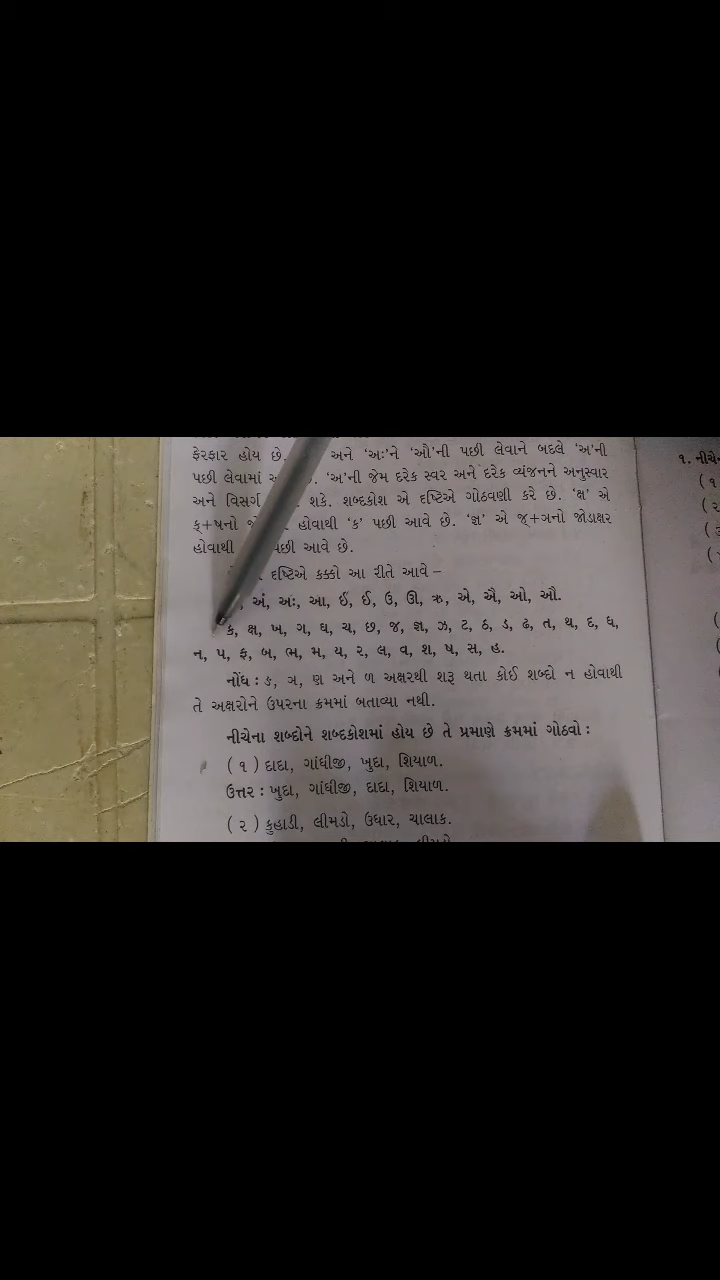 ફેરફાર હોય છે. અને ‘અઃ’ને ‘ઔ’ની પછી લેવાને બદલે ‘અ’ની
પછી લેવામાં . ‘અ’ની જેમ દરેક સ્વર અને દરેક વ્યંજનને અનુસ્વાર
અને વિસર્ગ શકે. શબ્દકોશ એ દૃષ્ટિએ ગોઠવણી કરે છે. ‘ક્ષ’ એ
ક્+ષનો હોવાથી ‘ક’ પછી આવે છે. ‘જ્ઞ’ એ જ્+ઞનો જોડાક્ષર
હોવાથી પછી આવે છે.
દૃષ્ટિએ કક્કો આ રીતે આવે –
અં, અઃ, આ, ઈં, ઈ, ઉ, ઊ, ઋ, એ, ઐ, ઓ, ઔ.
ક, ક્ષ, ખ, ગ, ઘ, ચ, છ, જ, જ્ઞ, ઝ, ટ, ઠ, ડ, ઢ, ત, થ, દ, ધ,
ન, પ, ફ, બ, ભ, મ, ય, ર, લ, વ, શ, ષ, સ, હ.
નોંધ : ઙ, ઞ, ણ અને ળ અક્ષરથી શરૂ થતા કોઈ શબ્દો ન હોવાથી
તે અક્ષરોને ઉપરના ક્રમમાં બતાવ્યા નથી.
નીચેના શબ્દોને શબ્દકોશમાં હોય છે તે પ્રમાણે ક્રમમાં ગોઠવો :
(૧) દાદા, ગાંધીજી, ખુદા, શિયાળ.
ઉત્તર : ખુદા, ગાંધીજી, દાદા, શિયાળ.
(૨) કુહાડી, લીમડો, ઉધાર, ચાલાક.
૧. નીચેના
(૧
(૨